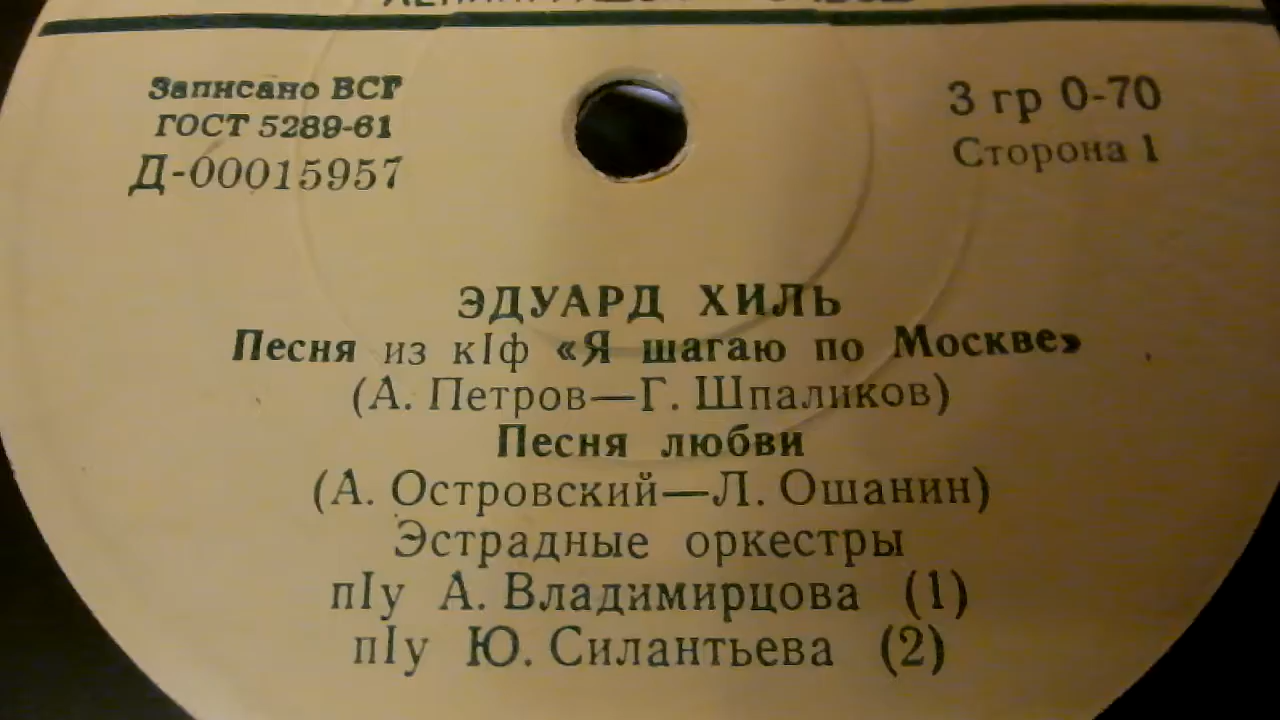 Записано ВСГ
ГОСТ 5289-61
Д-00015957
3 гр 0-70
Сторона 1
ЭДУАРД ХИЛЬ
Песня из к/ф «Я шагаю по Москве»
(А. Петров—Г. Шпаликов)
Песня любви
(А. Островский—Л. Ошанин)
Эстрадные оркестры
п/у А. Владимирцова (1)
п/у Ю. Силантьева (2)